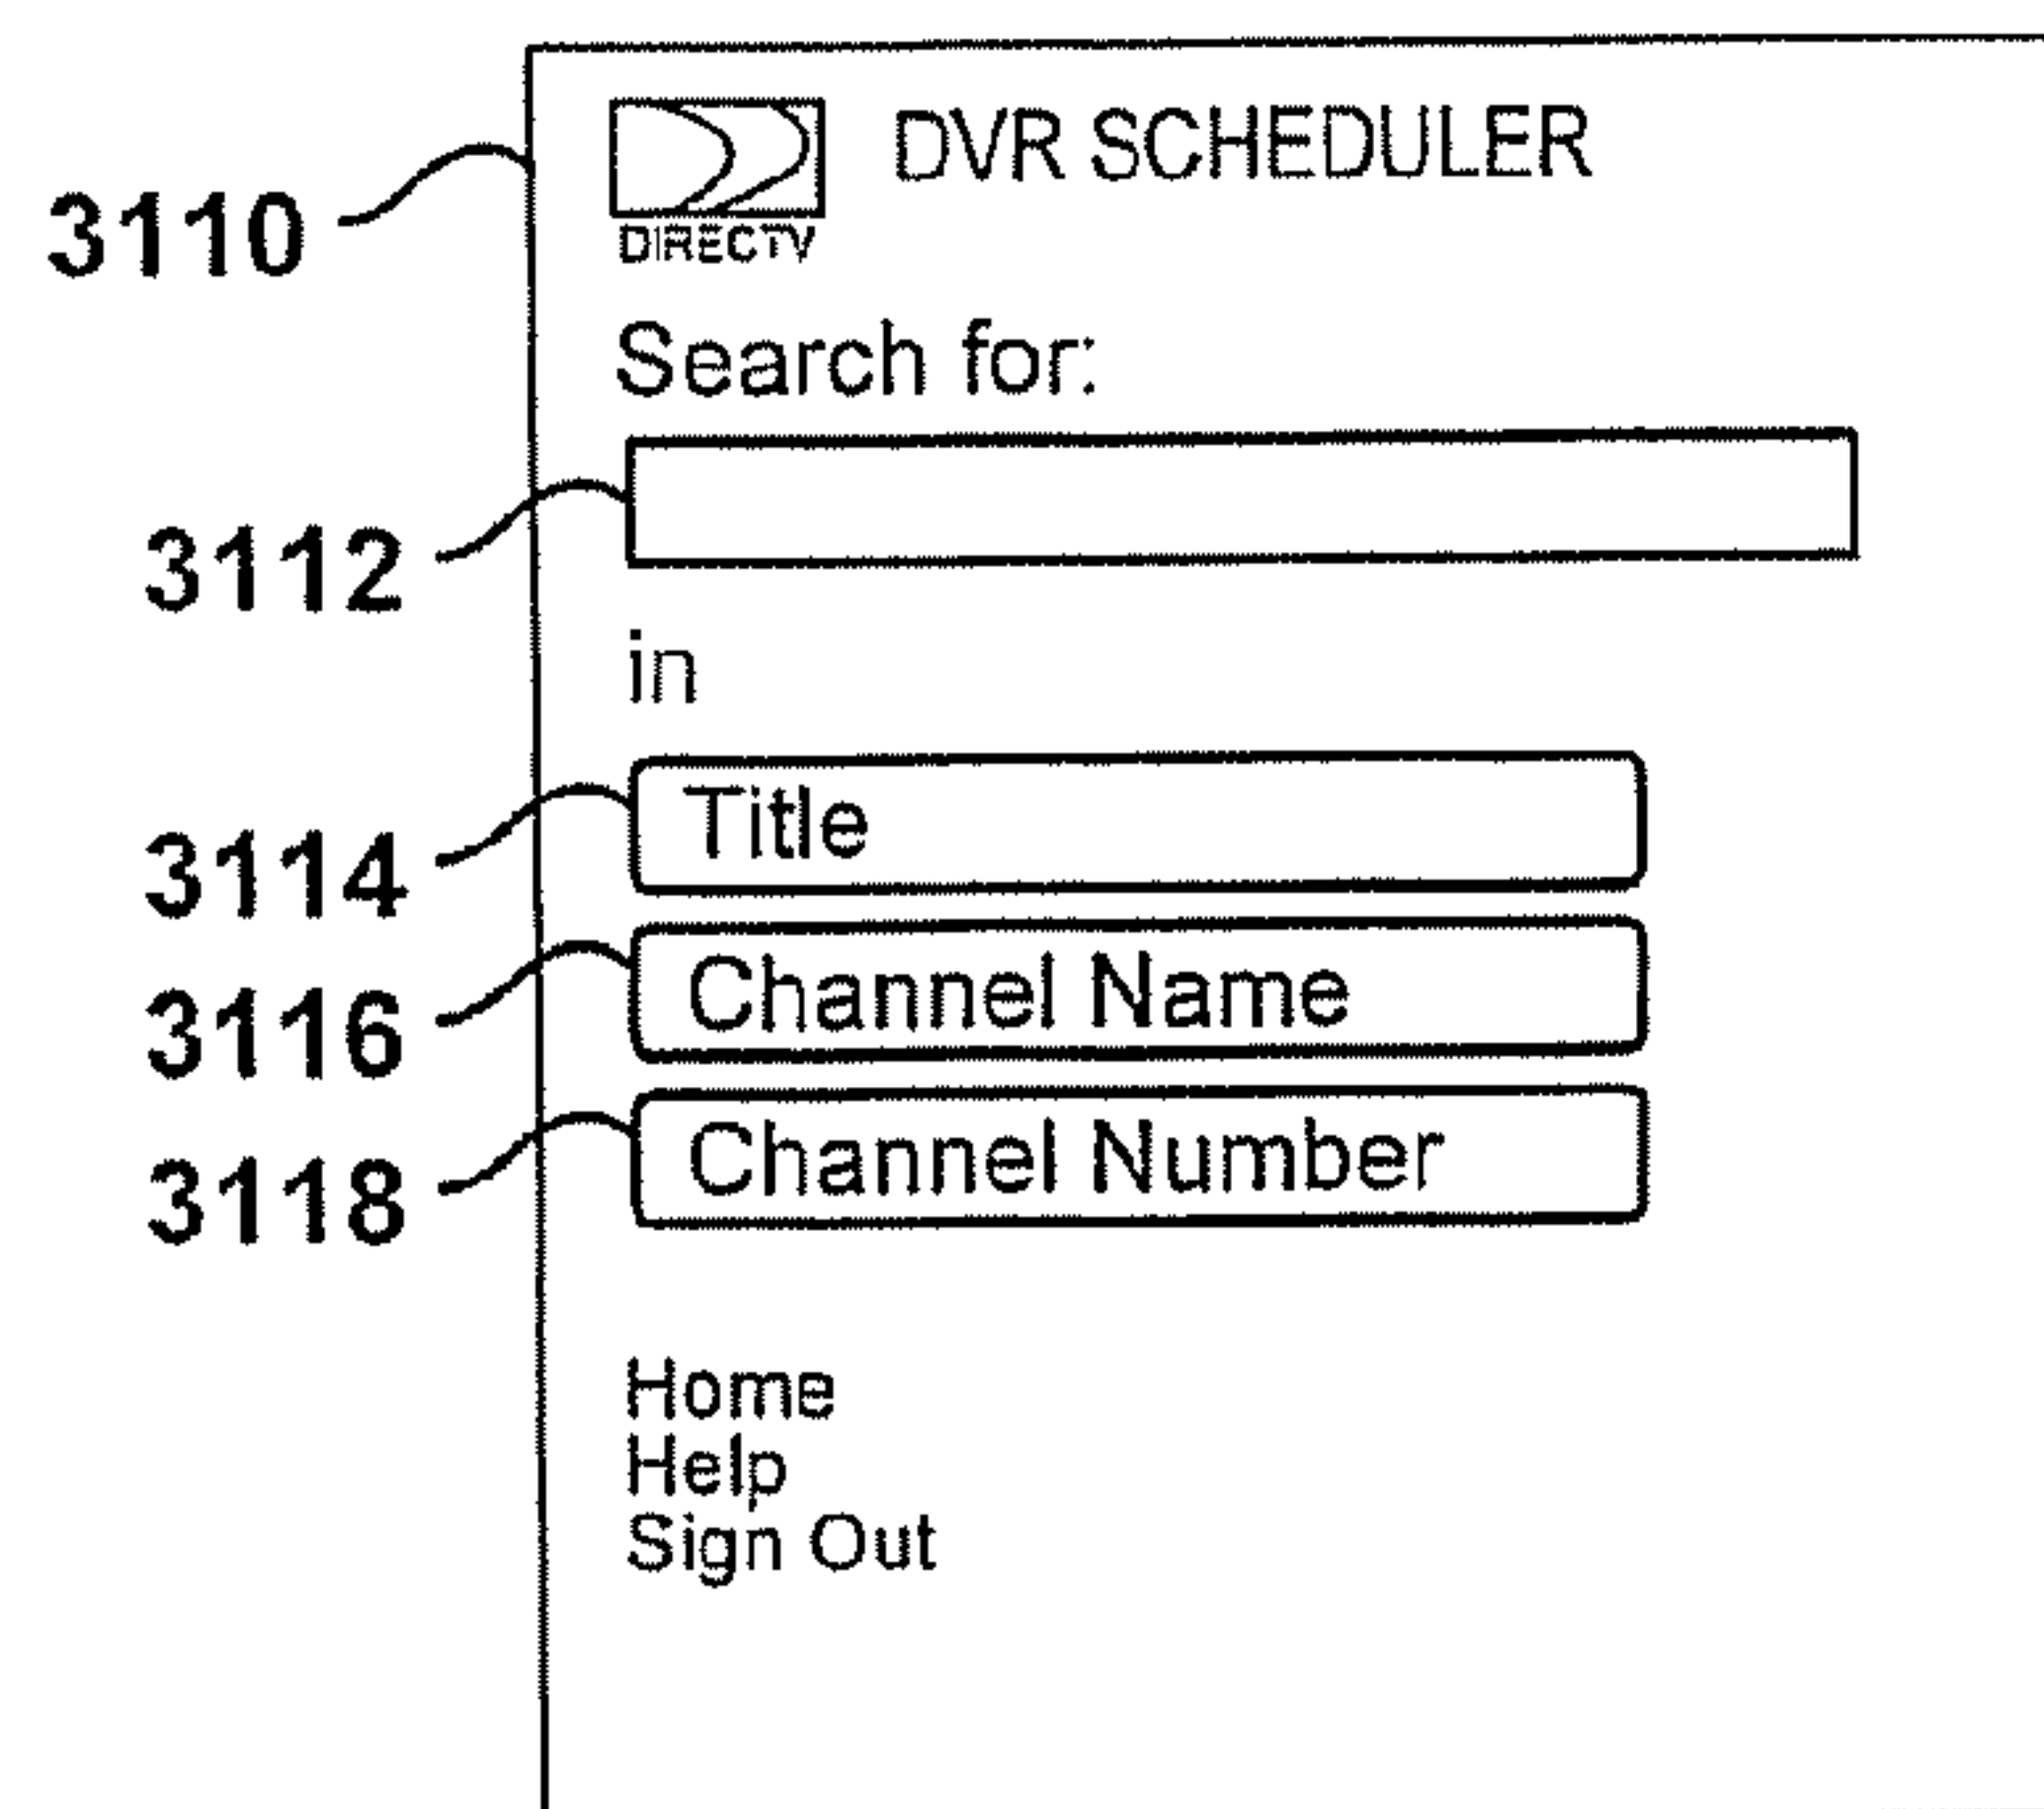 DVR SCHEDULER
3110
DIRECTV
Search for:
3112
in
3114 Title
3116 Channel Name
3118 Channel Number
Home
Help
Sign Out